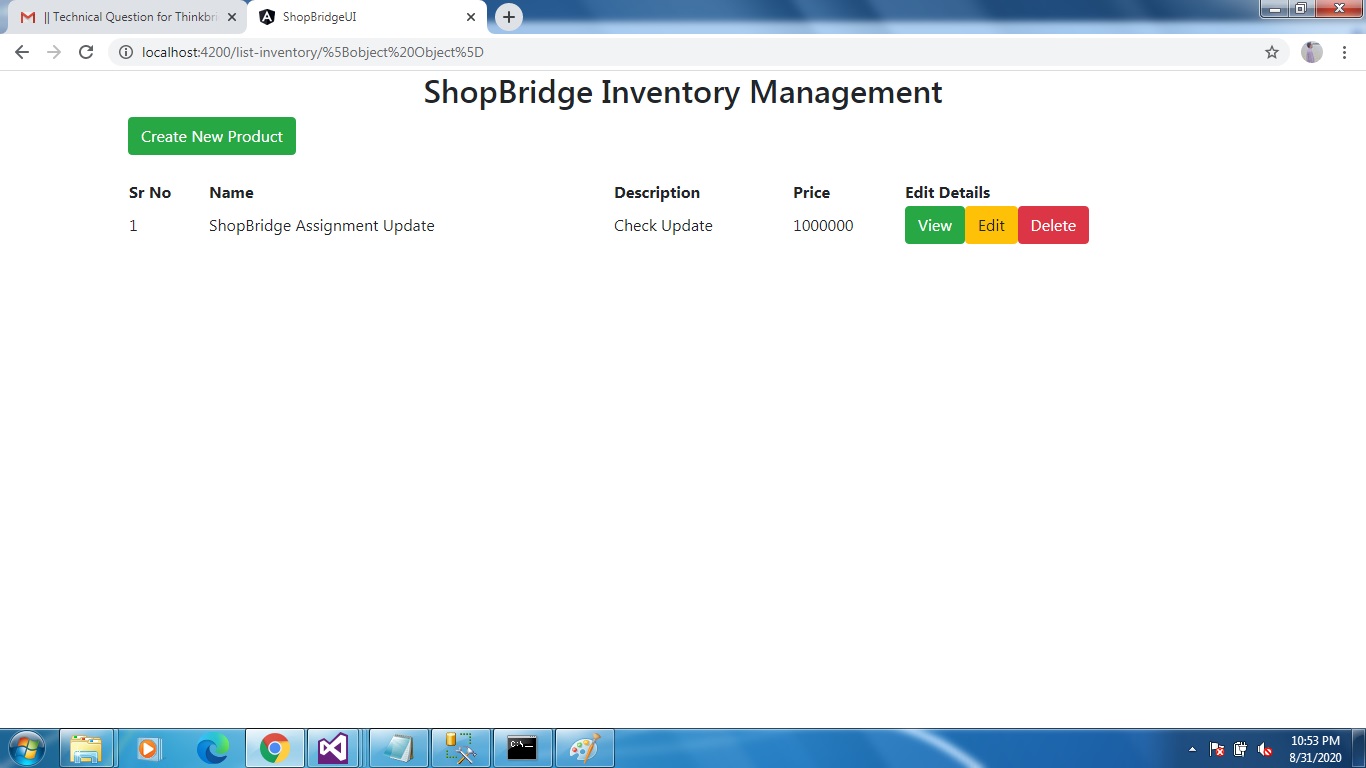 || Technical Question for Thinkbri
ShopBridgeUI
localhost:4200/list-inventory/%5Bobject%20Object%5D
ShopBridge Inventory Management
Create New Product
Sr No Name Description Price Edit Details
1 ShopBridge Assignment Update Check Update 1000000 View Edit Delete
C:\
10:53 PM
8/31/2020